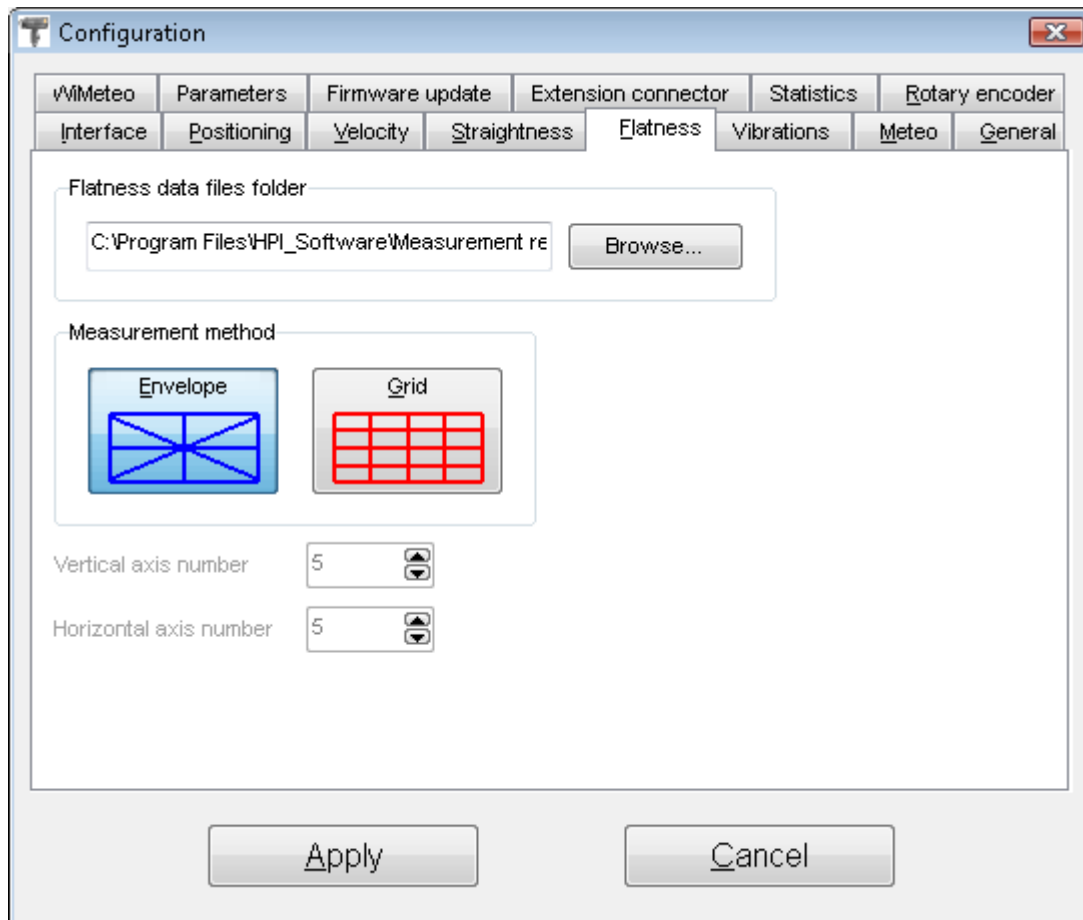 Configuration
WiMeteo Parameters Firmware update Extension connector Statistics Rotary encoder
Interface Positioning Velocity Straightness Flatness Vibrations Meteo General
Flatness data files folder
C:\Program Files\HPI_Software\Measurement re Browse...
Measurement method
Envelope Grid
Vertical axis number 5
Horizontal axis number 5
Apply Cancel